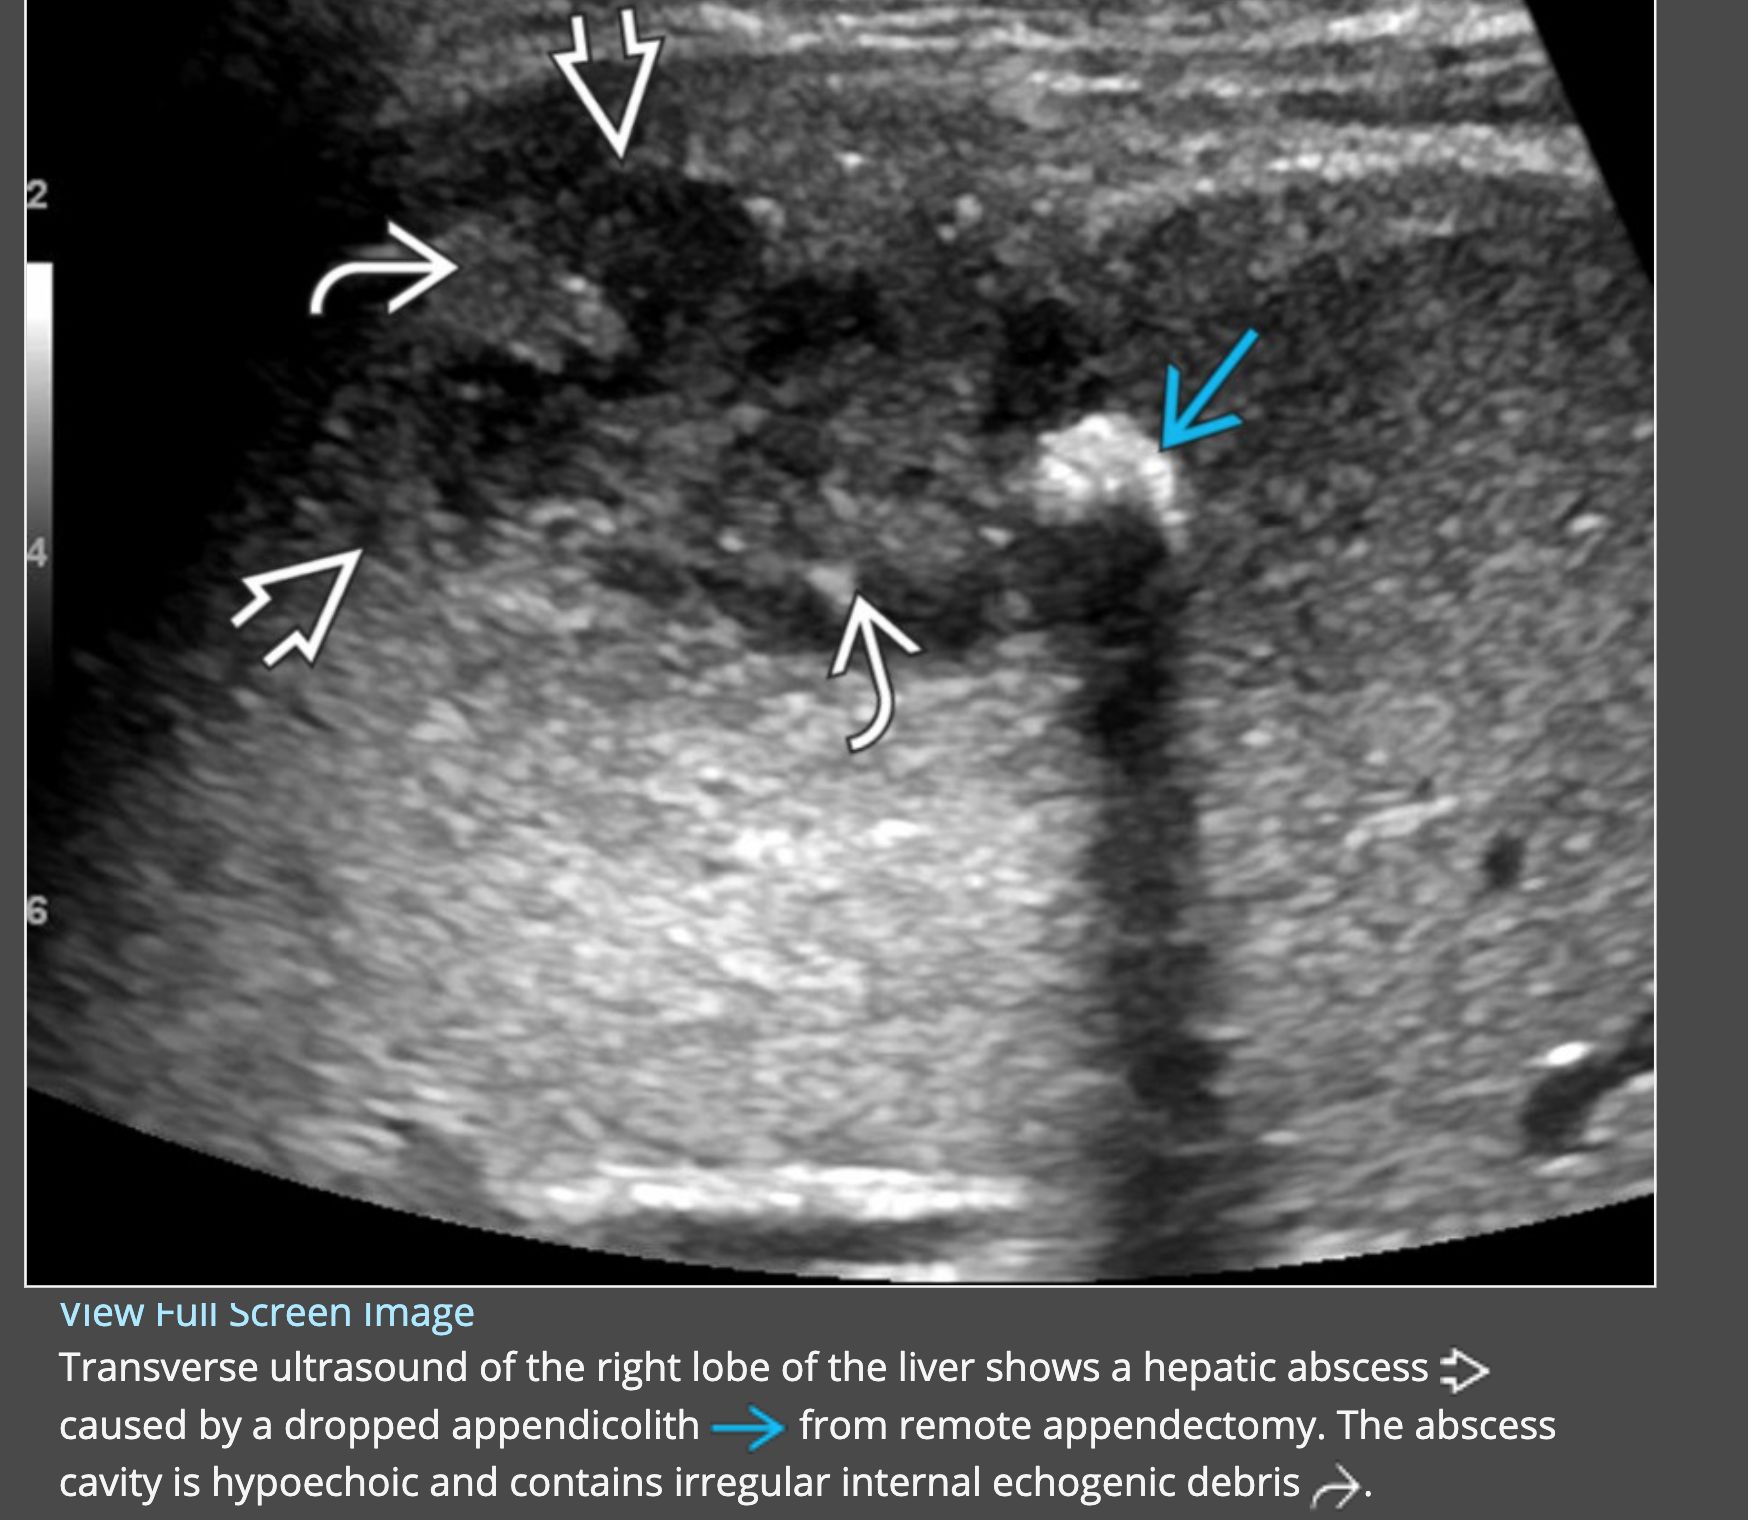 2
4
6
View Full Screen Image
Transverse ultrasound of the right lobe of the liver shows a hepatic abscess
caused by a dropped appendicolith from remote appendectomy. The abscess
cavity is hypoechoic and contains irregular internal echogenic debris .